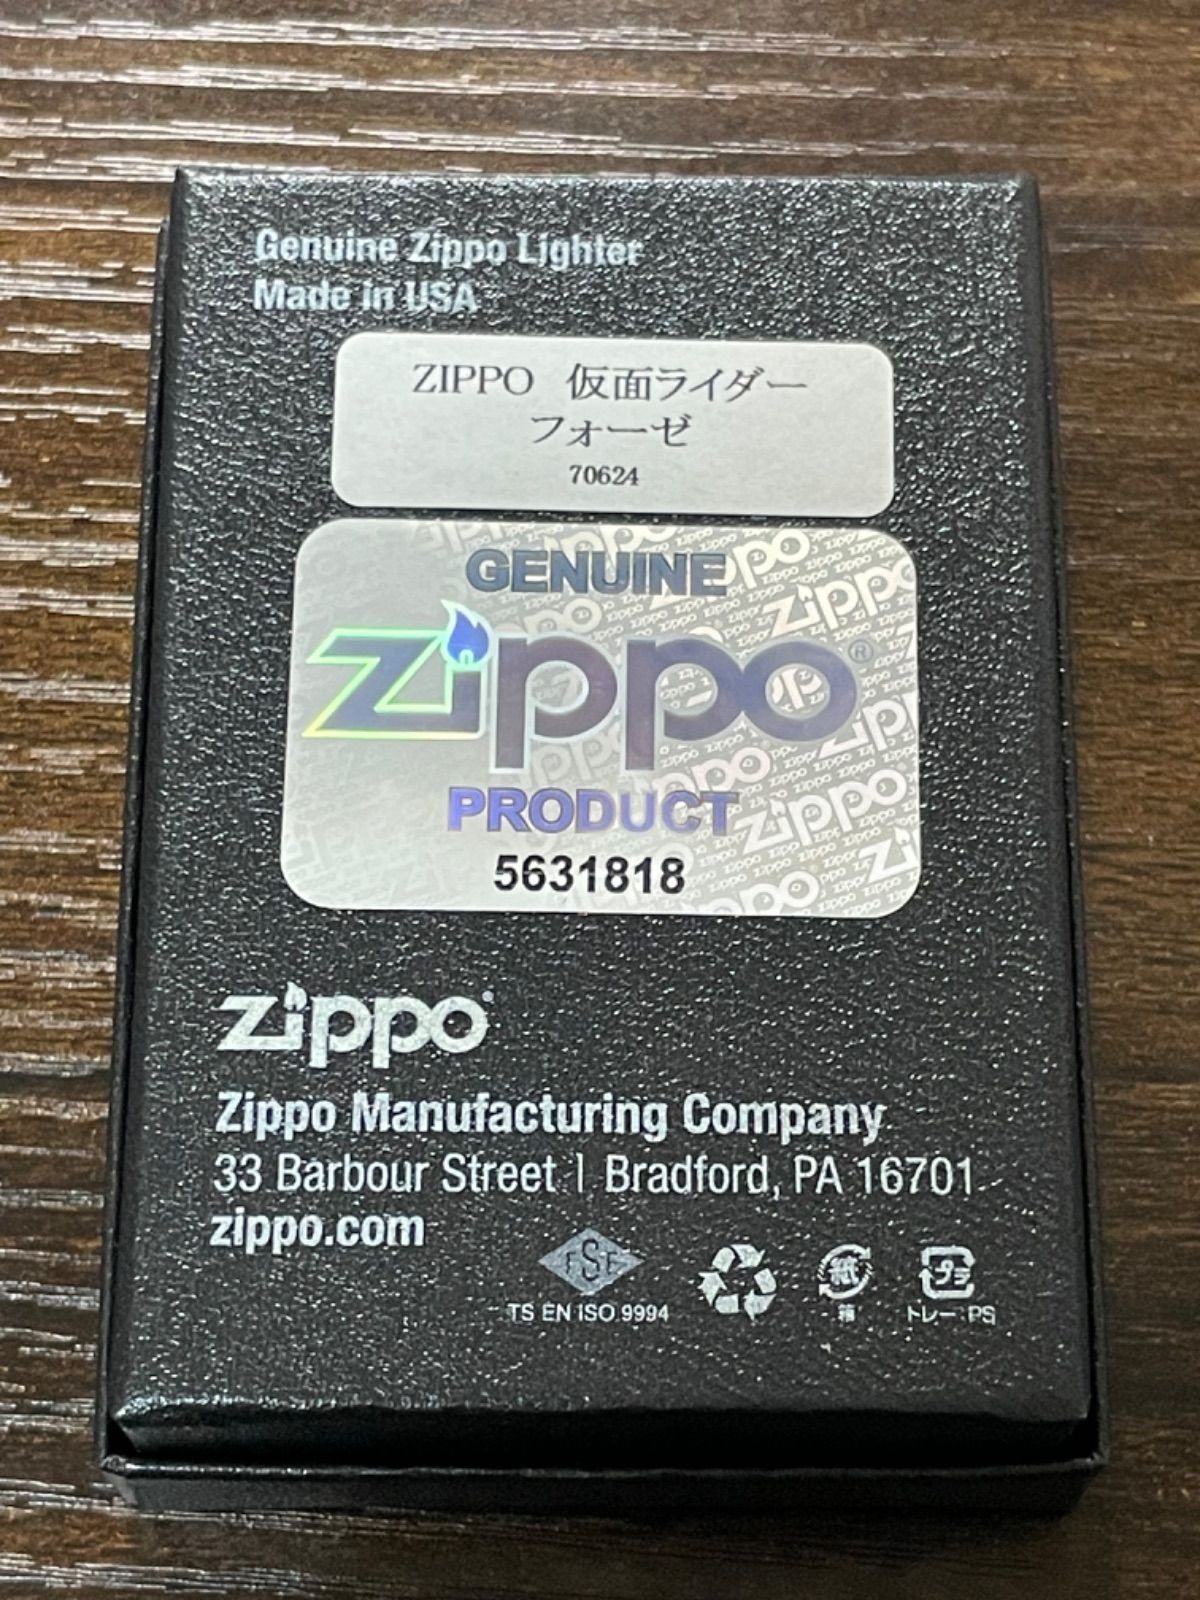 Genuine Zippo Lighter
Made in USA
ZIPPO 仮面ライダー
フォーゼ
70624
GENUINE
zippo®
PRODUCT
5631818
zippo
Zippo Manufacturing Company
33 Barbour Street | Bradford, PA 16701
zippo.com
TS EN ISO 9994
紙
箱
プラ
トレー:PS